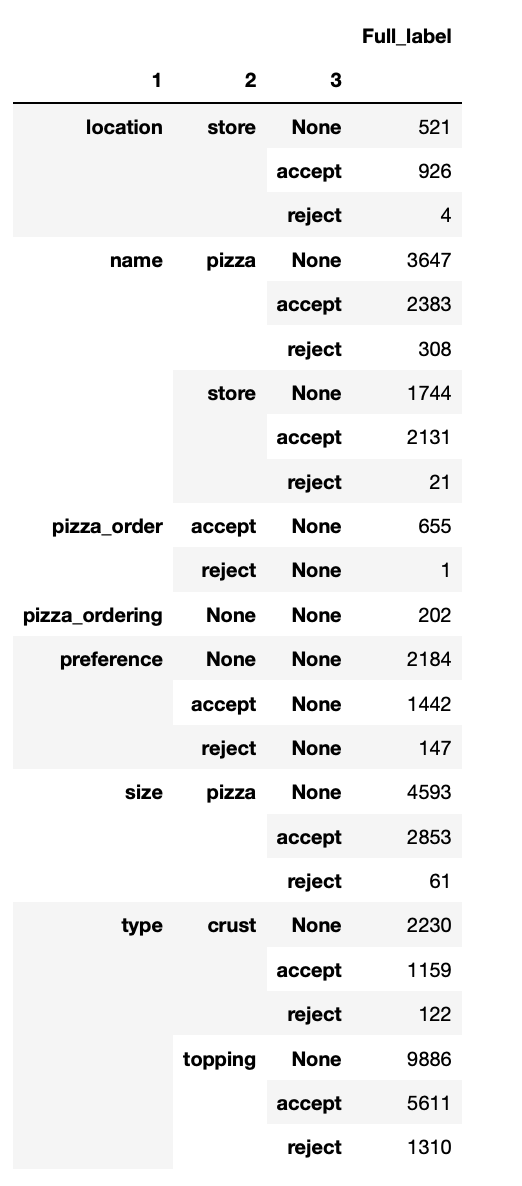 Full_label
1 2 3
location store None 521
accept 926
reject 4
name pizza None 3647
accept 2383
reject 308
store None 1744
accept 2131
reject 21
pizza_order accept None 655
reject None 1
pizza_ordering None None 202
preference None None 2184
accept None 1442
reject None 147
size pizza None 4593
accept 2853
reject 61
type crust None 2230
accept 1159
reject 122
topping None 9886
accept 5611
reject 1310